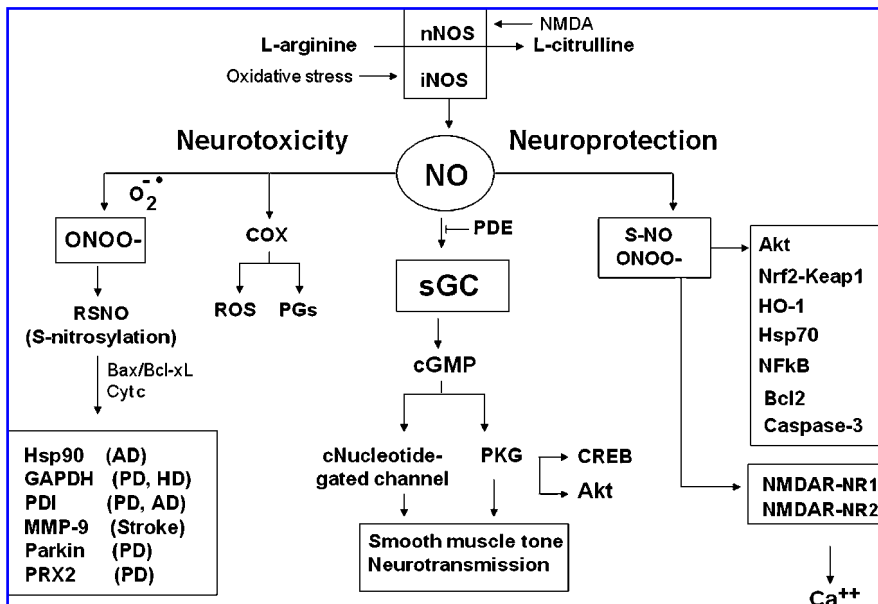 nNOS
NMDA
L-arginine
L-citrulline
Oxidative stress
iNOS
Neurotoxicity
Neuroprotection
NO
O2-•
ONOO-
COX
PDE
S-NO
ONOO-
Akt
Nrf2-Keap1
HO-1
Hsp70
NFkB
Bcl2
Caspase-3
sGC
ROS
PGs
RSNO
(S-nitrosylation)
Bax/Bcl-xL
Cytc
cGMP
Hsp90 (AD)
GAPDH (PD, HD)
PDI (PD, AD)
MMP-9 (Stroke)
Parkin (PD)
PRX2 (PD)
cNucleotide-
gated channel
PKG
CREB
Akt
NMDAR-NR1
NMDAR-NR2
Smooth muscle tone
Neurotransmission
Ca++